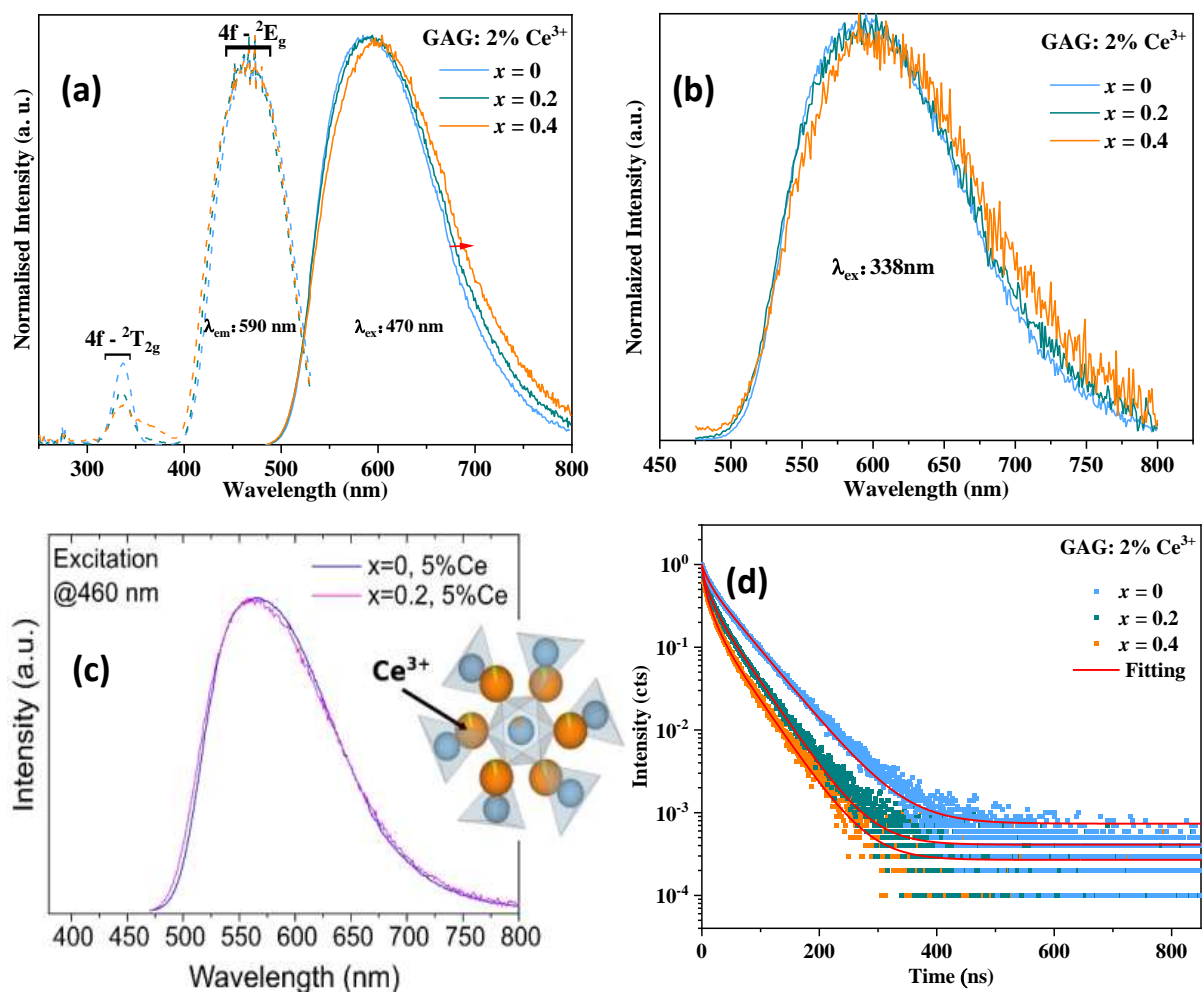 (a)
4f - ²E_g
GAG: 2% Ce³⁺
x = 0
x = 0.2
x = 0.4
4f - ²T_2g
λ_em: 590 nm
λ_ex: 470 nm
Normalised Intensity (a. u.)
300 400 500 600 700 800
Wavelength (nm)
(b)
GAG: 2% Ce³⁺
x = 0
x = 0.2
x = 0.4
λ_ex: 338nm
Normlaized Intensity (a.u.)
450 500 550 600 650 700 750 800
Wavelength (nm)
Excitation
@460 nm
x=0, 5%Ce
x=0.2, 5%Ce
(c)
Ce³⁺
Intensity (a.u.)
400 450 500 550 600 650 700 750 800
Wavelength (nm)
(d)
GAG: 2% Ce³⁺
x = 0
x = 0.2
x = 0.4
Fitting
Intensity (cts)
10⁰
10⁻¹
10⁻²
10⁻³
10⁻⁴
0 200 400 600 800
Time (ns)